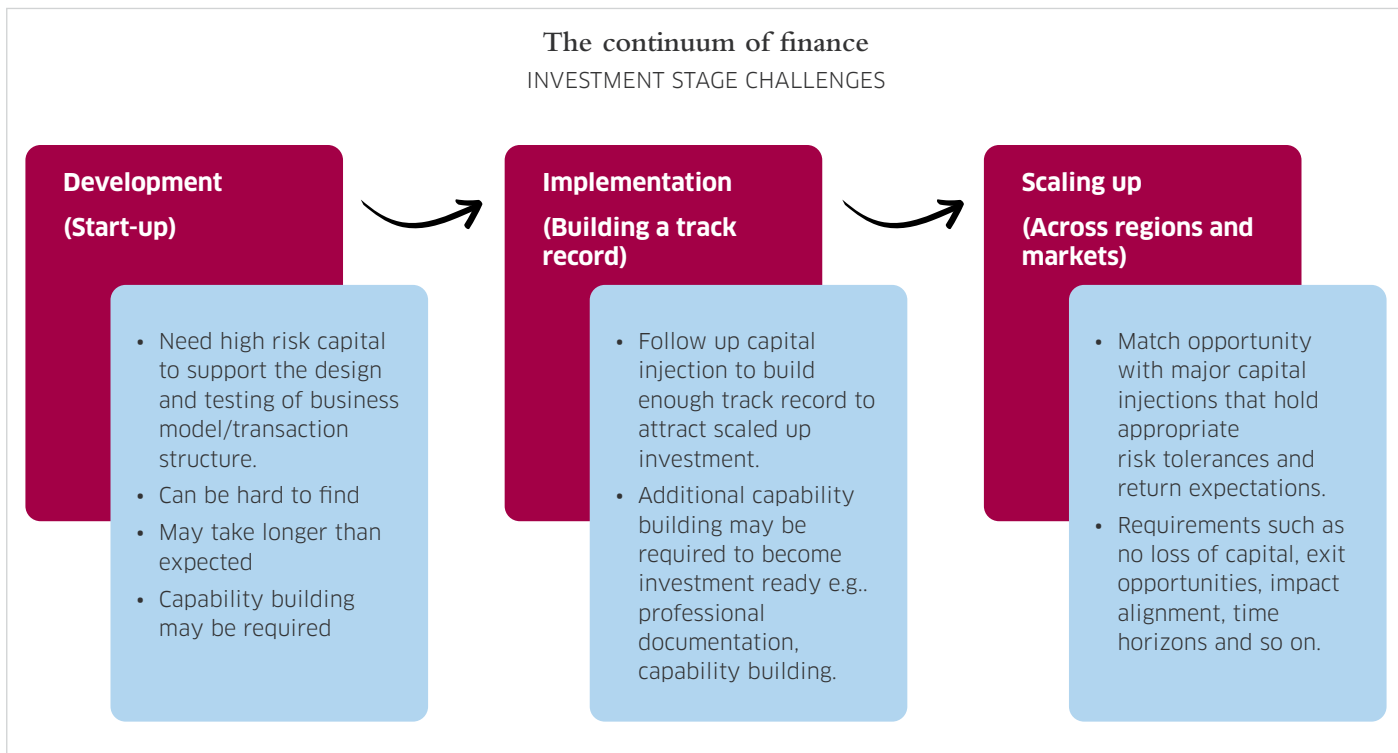 The continuum of finance
INVESTMENT STAGE CHALLENGES
Development
(Start-up)
• Need high risk capital
to support the design
and testing of business
model/transaction
structure.
• Can be hard to find
• May take longer than
expected
• Capability building
may be required
Implementation
(Building a track
record)
• Follow up capital
injection to build
enough track record to
attract scaled up
investment.
• Additional capability
building may be
required to become
investment ready e.g..
professional
documentation,
capability building.
Scaling up
(Across regions and
markets)
• Match opportunity
with major capital
injections that hold
appropriate
risk tolerances and
return expectations.
• Requirements such as
no loss of capital, exit
opportunities, impact
alignment, time
horizons and so on.